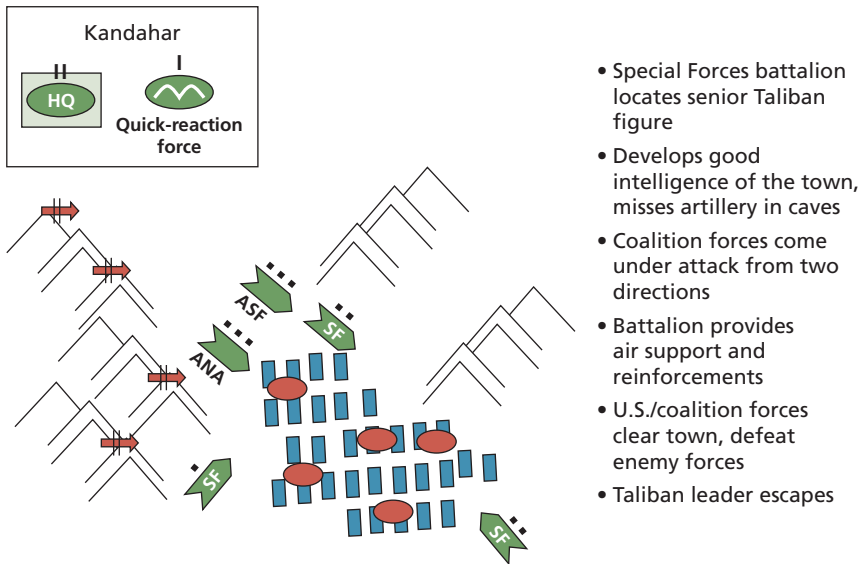 Kandahar
HQ
Quick-reaction
force
ASF
SF
ANA
SF
SF
• Special Forces battalion
locates senior Taliban
figure
• Develops good
intelligence of the town,
misses artillery in caves
• Coalition forces come
under attack from two
directions
• Battalion provides
air support and
reinforcements
• U.S./coalition forces
clear town, defeat
enemy forces
• Taliban leader escapes